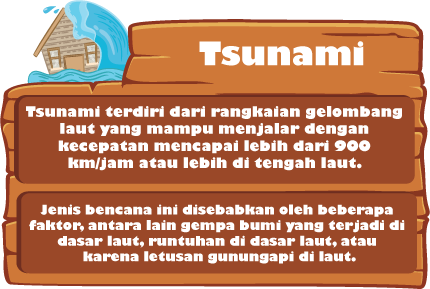 Tsunami
Tsunami terdiri dari rangkaian gelombang
laut yang mampu menjalar dengan
kecepatan mencapai lebih dari 900
km/jam atau lebih di tengah laut.
Jenis bencana ini disebabkan oleh beberapa
faktor, antara lain gempa bumi yang terjadi di
dasar laut, runtuhan di dasar laut, atau
karena letusan gunungapi di laut.